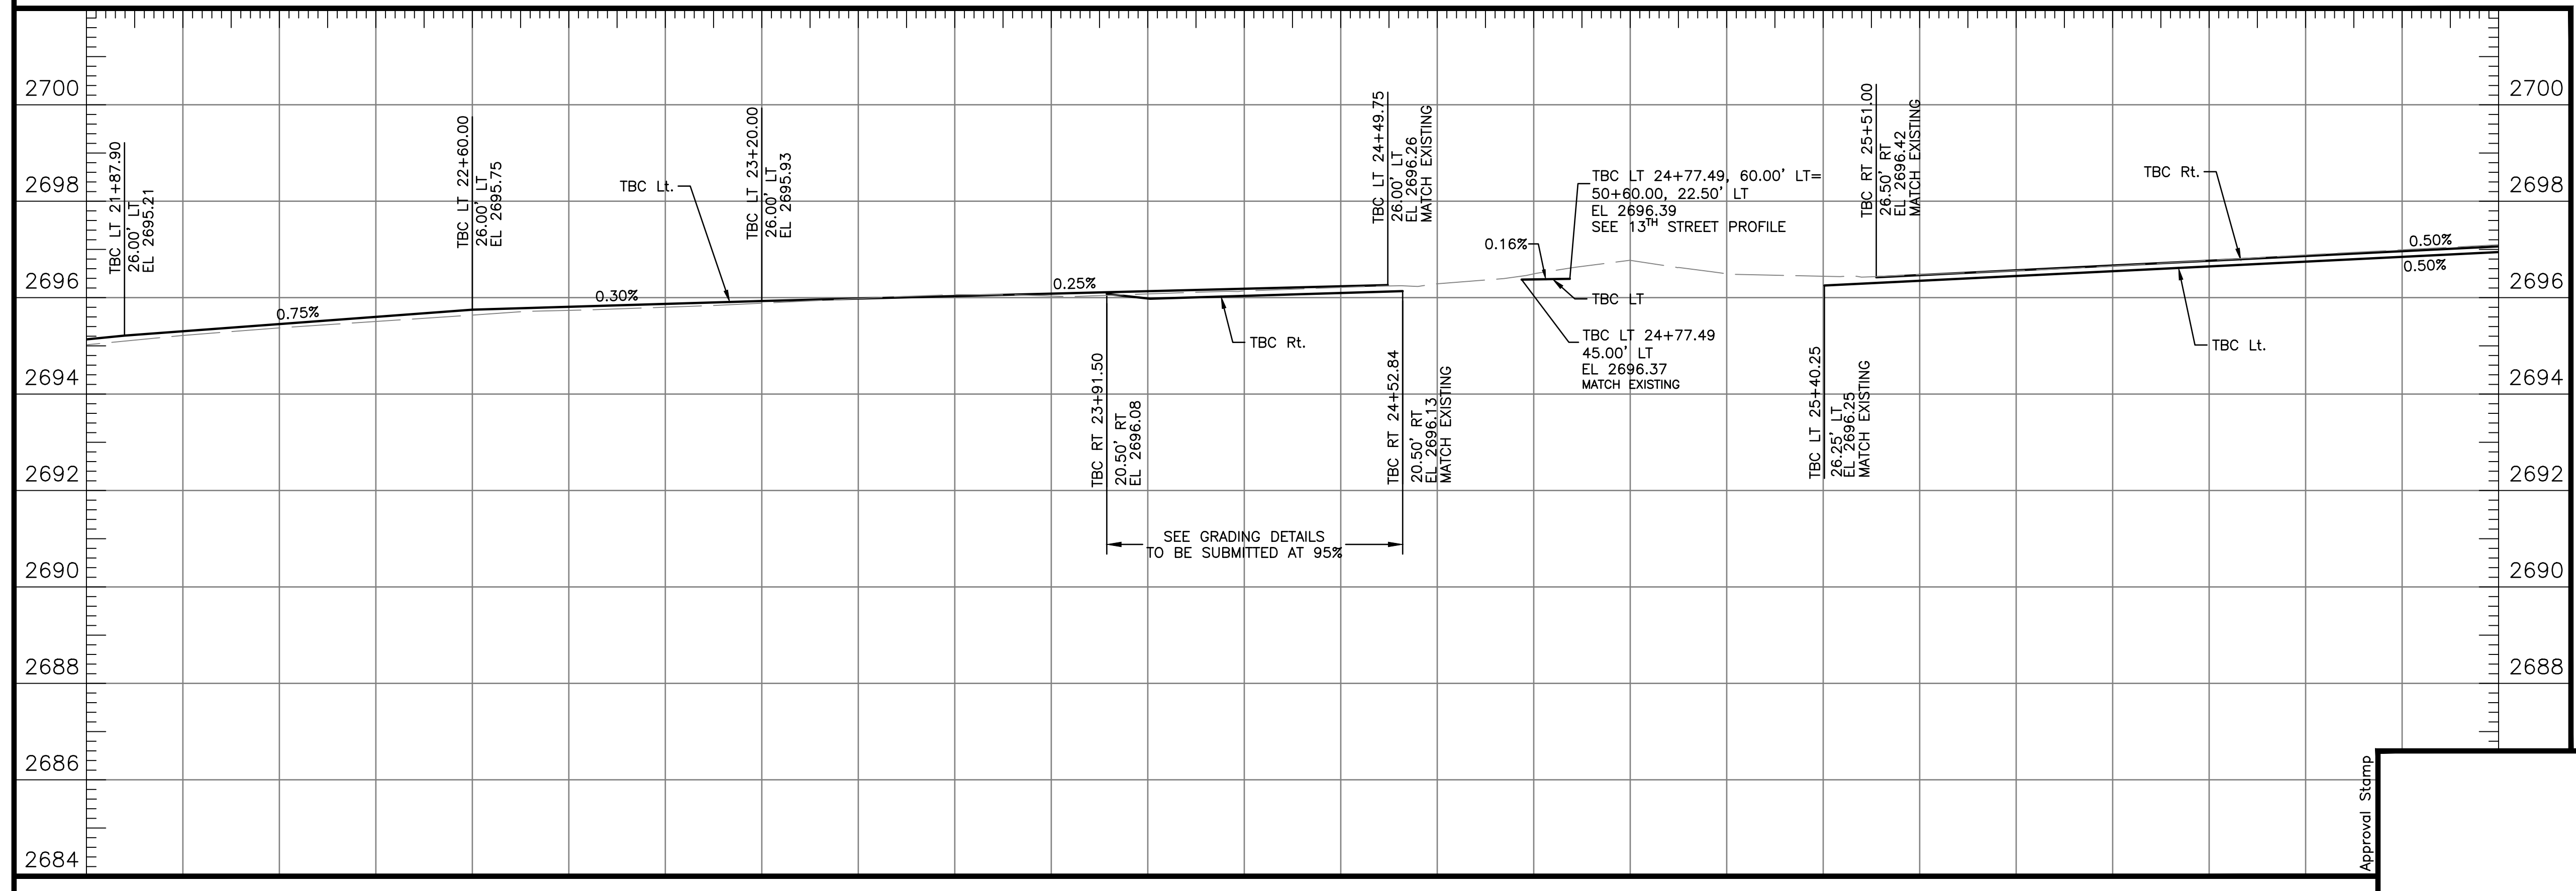 2700
2698
2696
2694
2692
2690
2688
2686
2684
TBC LT 21+87.90
26.00' LT
EL 2695.21
0.75%
TBC LT 22+60.00
26.00' LT
EL 2695.75
0.30%
TBC Lt.
TBC LT 23+20.00
26.00' LT
EL 2695.93
0.25%
TBC RT 23+91.50
20.50' RT
EL 2696.08
TBC Rt.
SEE GRADING DETAILS
TO BE SUBMITTED AT 95%
TBC LT 24+49.75
26.00' LT
EL 2696.26
MATCH EXISTING
TBC RT 24+52.84
20.50' RT
EL 2696.13
MATCH EXISTING
0.16%
TBC LT 24+77.49, 60.00' LT=
50+60.00, 22.50' LT
EL 2696.39
SEE 13TH STREET PROFILE
TBC LT
TBC LT 24+77.49
45.00' LT
EL 2696.37
MATCH EXISTING
TBC LT 25+40.25
26.25' LT
EL 2696.25
MATCH EXISTING
TBC RT 25+51.00
26.50' RT
EL 2696.42
MATCH EXISTING
TBC Rt.
TBC Lt.
0.50%
0.50%
2700
2698
2696
2694
2692
2690
2688
Approval Stamp